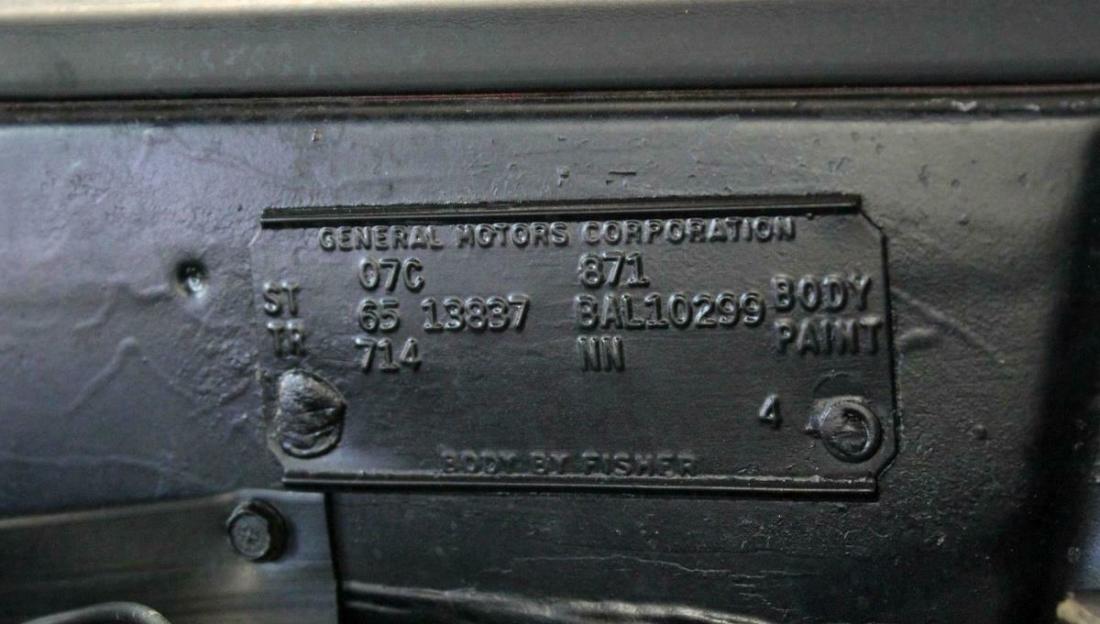 GENERAL MOTORS CORPORATION
07C 871
ST 65 13837 BAL10299 BODY
TR 714 NN PAINT
4
BODY BY FISHER